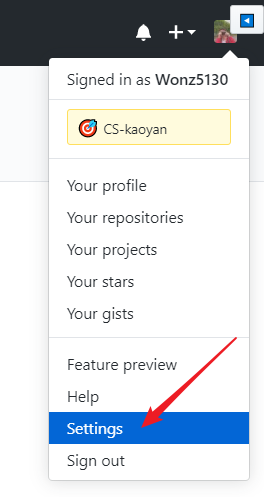 Signed in as Wonz5130
CS-kaoyan
Your profile
Your repositories
Your projects
Your stars
Your gists
Feature preview
Help
Settings
Sign out